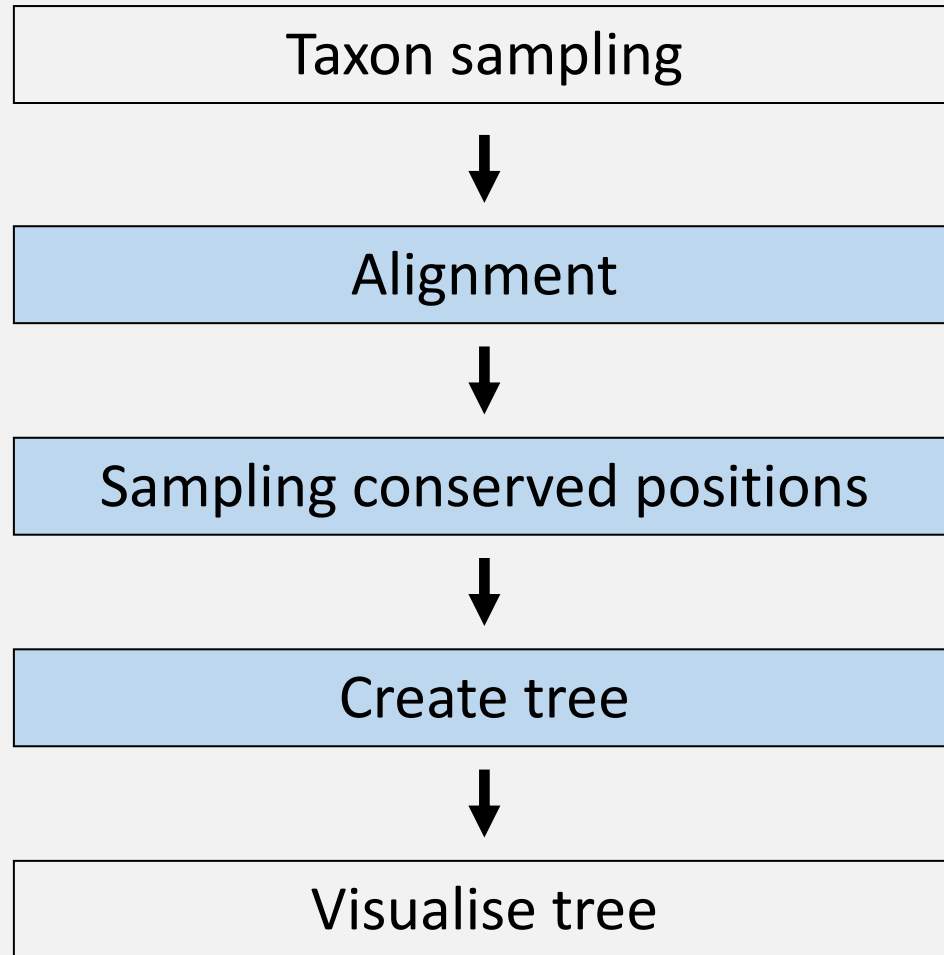 Taxon sampling
Alignment
Sampling conserved positions
Create tree
Visualise tree